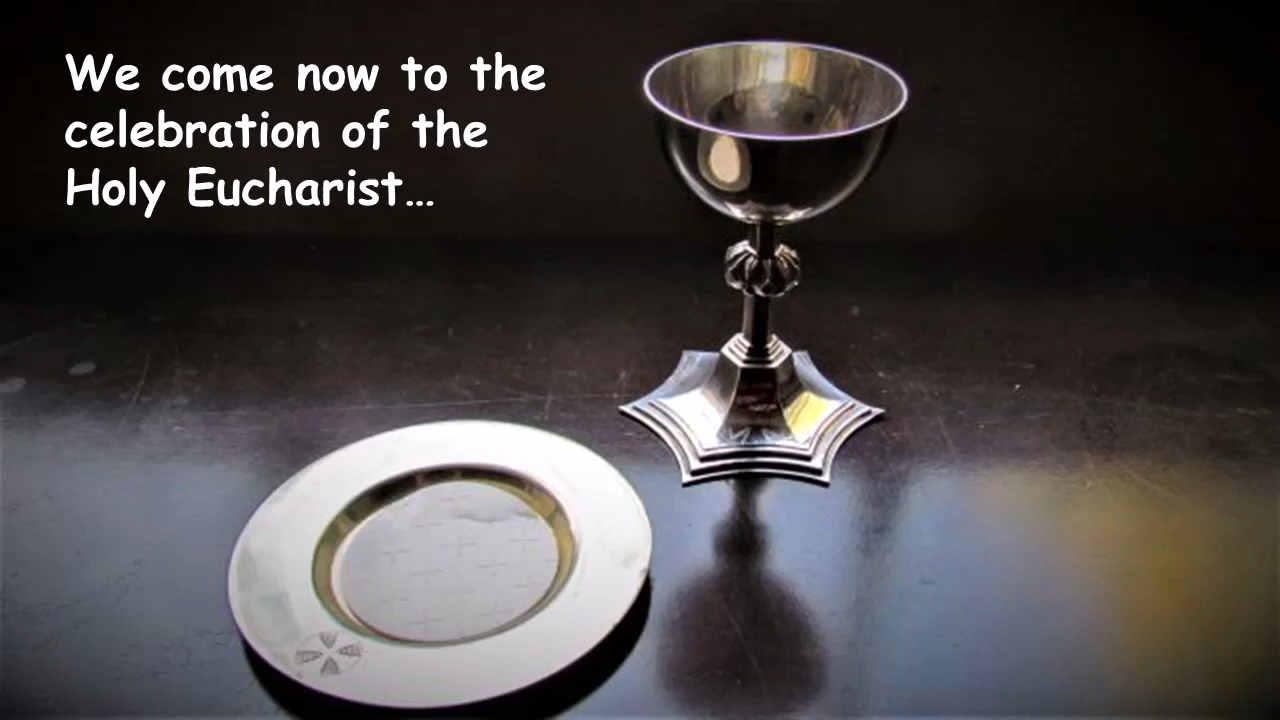 We come now to the
celebration of the
Holy Eucharist…